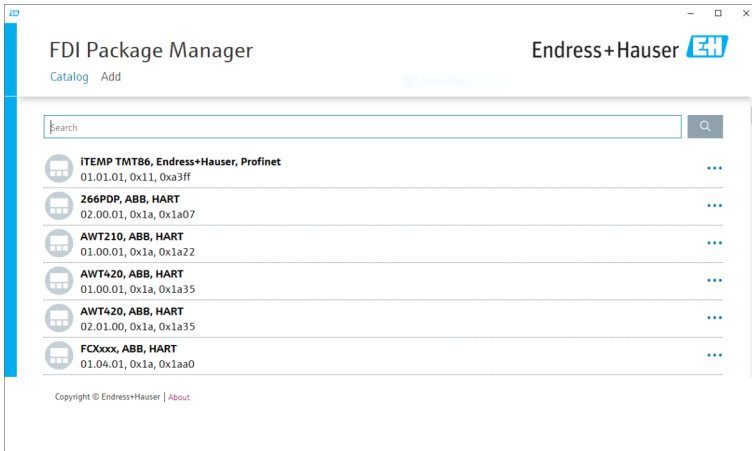 FDI Package Manager
Endress+Hauser EH
Catalog Add
Search
iTEMP TMT86, Endress+Hauser, Profinet
01.01.01, 0x11, 0xa3ff
266PDP, ABB, HART
02.00.01, 0x1a, 0x1a07
AWT210, ABB, HART
01.00.01, 0x1a, 0x1a22
AWT420, ABB, HART
01.00.01, 0x1a, 0x1a35
AWT420, ABB, HART
02.01.00, 0x1a, 0x1a35
FCXxxx, ABB, HART
01.04.01, 0x1a, 0x1aa0
Copyright © Endress+Hauser | About